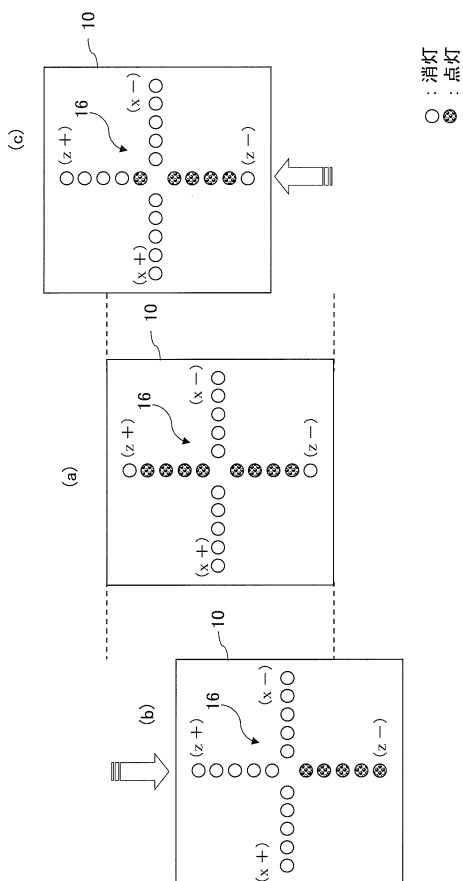 (b)
10
16
(z+)
(x+)
(x-)
(z-)
(a)
10
16
(z+)
(x+)
(x-)
(z-)
(c)
10
16
(z+)
(x+)
(x-)
(z-)
○：消灯
：点灯